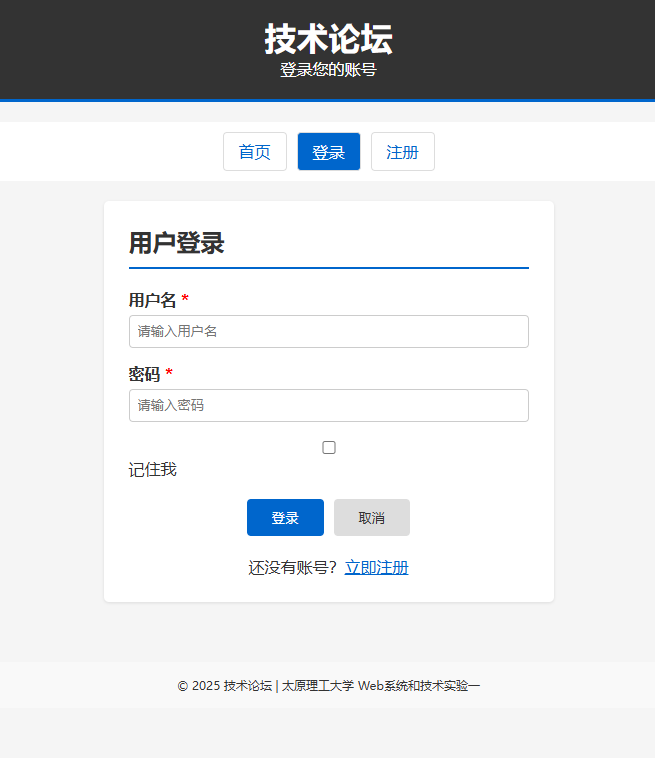 技术论坛
登录您的账号
首页 登录 注册
用户登录
用户名 *
请输入用户名
密码 *
请输入密码
记住我
登录 取消
还没有账号？立即注册
© 2025 技术论坛 | 太原理工大学 Web系统和技术实验一